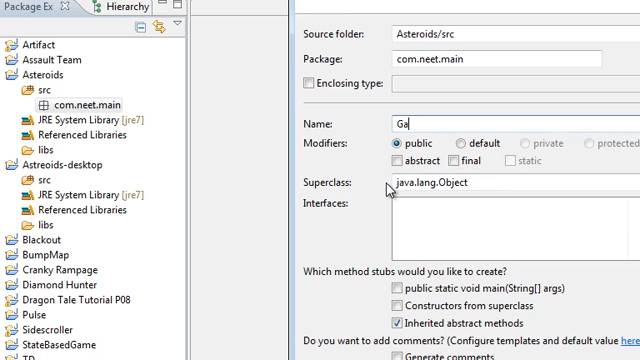 Package Ex
Hierarchy
Artifact
Assault Team
Asteroids
src
com.neet.main
JRE System Library [jre7]
Referenced Libraries
libs
Astreoids-desktop
src
JRE System Library [jre7]
Referenced Libraries
libs
Blackout
BumpMap
Cranky Rampage
Diamond Hunter
Dragon Tale Tutorial P08
Pulse
Sidescroller
StateBasedGame
TD
Source folder: Asteroids/src
Package: com.neet.main
Enclosing type:
Name: Ga
Modifiers: public default private protected
abstract final static
Superclass: java.lang.Object
Interfaces:
Which method stubs would you like to create?
public static void main(String[] args)
Constructors from superclass
Inherited abstract methods
Do you want to add comments? (Configure templates and default value here
Generate comments